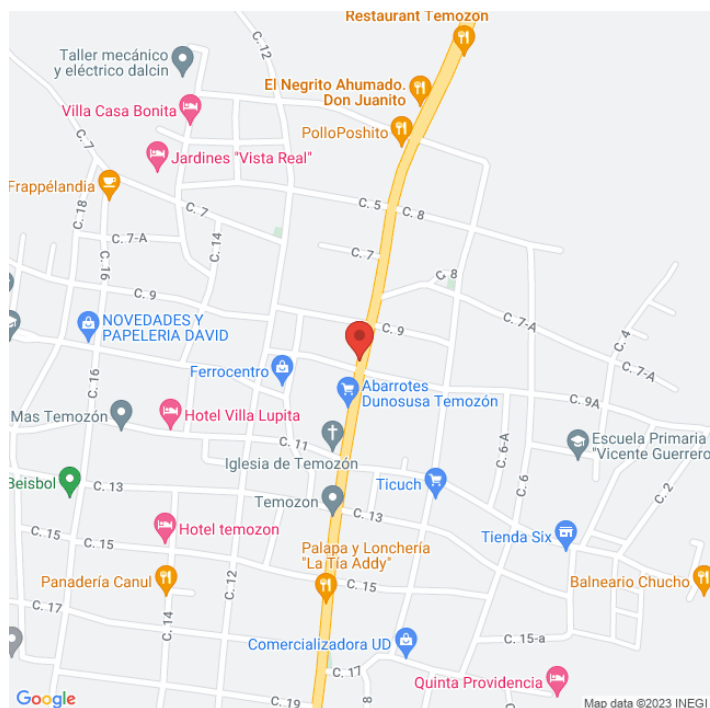 Restaurant Temozón
C. 12
Taller mecánico
y eléctrico dalcin
El Negrito Ahumado.
Don Juanito
Villa Casa Bonita
PolloPoshito
C. 7
Jardines "Vista Real"
Frappélandia
C. 18
C. 5
C. 8
C. 7
C. 14
C. 7-A
C. 16
C. 7
C. 8
C. 9
C. 7-A
C. 4
NOVEDADES Y
PAPELERIA DAVID
C. 9
Ferrocentro
C. 7-A
C. 16
Abarrotes
Dunosusa Temozón
C. 9A
Mas Temozón
Hotel Villa Lupita
C. 11
C. 6-A
Escuela Primaria
"Vicente Guerrero
Iglesia de Temozón
Beisbol
C. 13
Ticuch
C. 6
C. 2
Temozon
C. 13
C. 15
Hotel temozon
Tienda Six
C. 15
Palapa y Lonchería
"La Tía Addy"
Panadería Canul
C. 12
C. 15
Balneario Chucho
C. 17
C. 14
Comercializadora UD
C. 15-a
C. 17
Quinta Providencia
C. 19
8
Google
Map data ©2023 INEGI